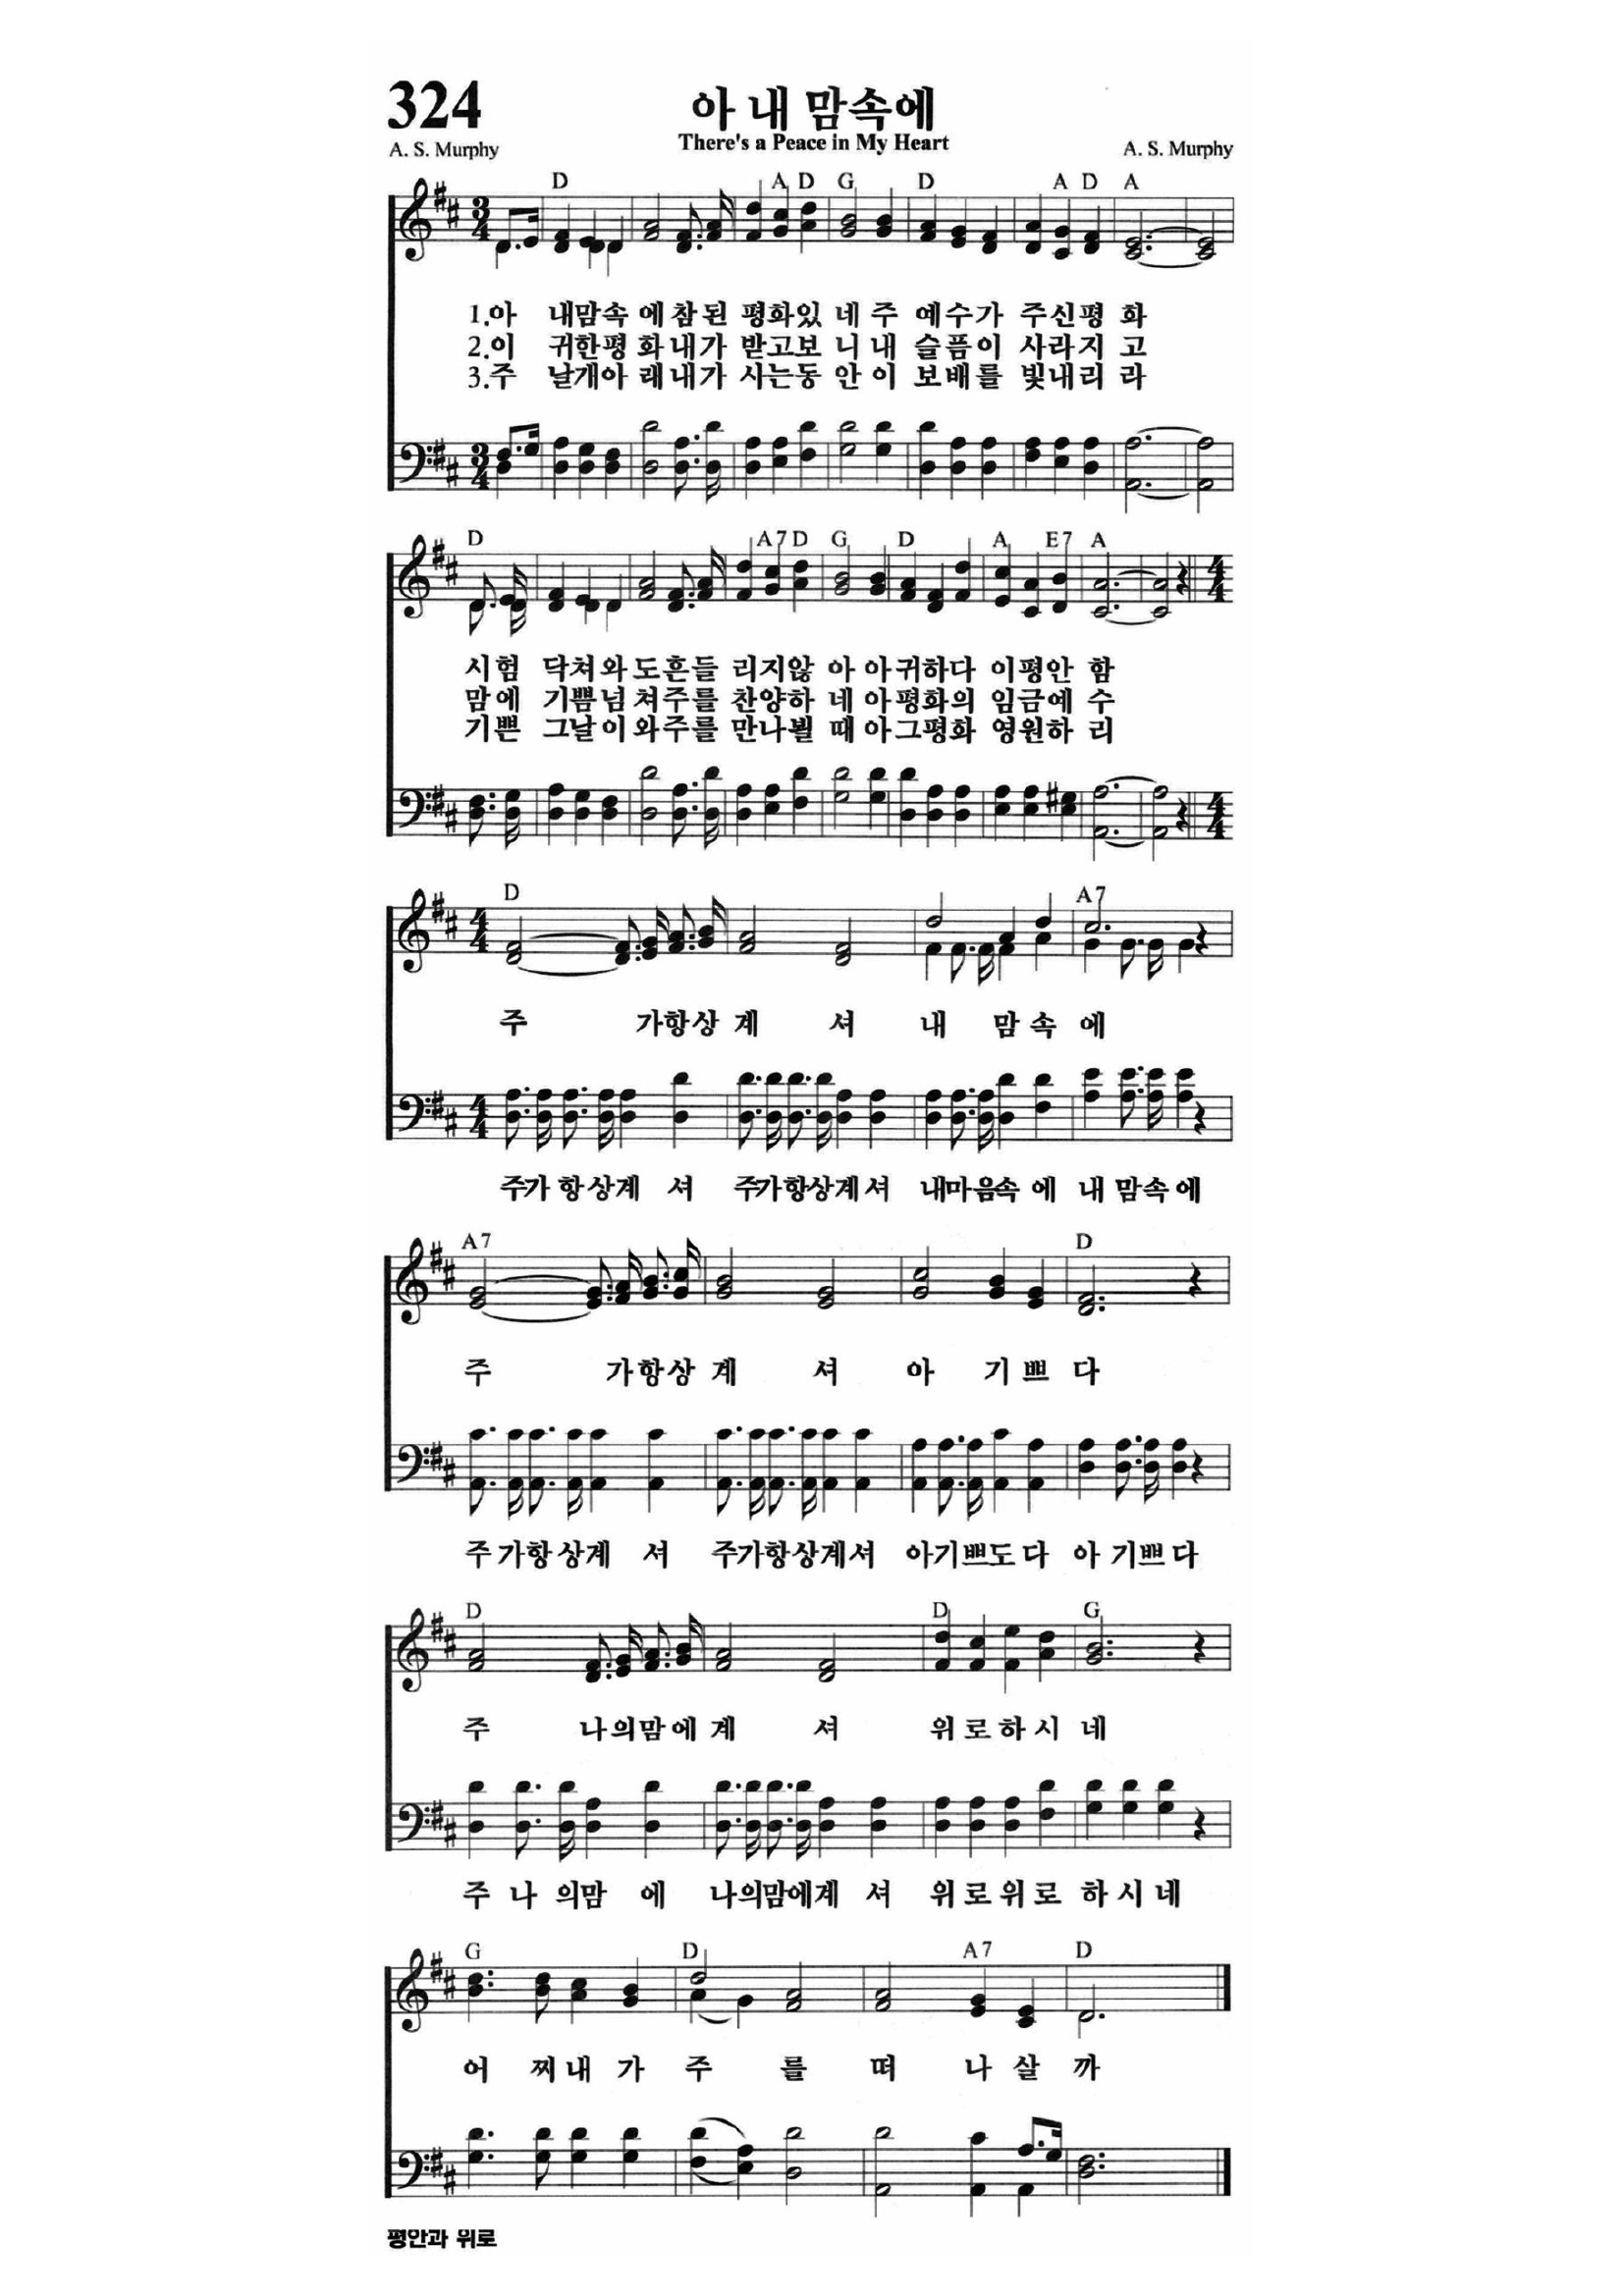 324
아 내 맘속에
There's a Peace in My Heart
A. S. Murphy
A. S. Murphy
D A D G D A D A
3/4
1.아 내맘속 에 참 된 평화있 네 주 예수가 주신평 화
2.이 귀한평 화 내 가 받고보 니 내 슬픔이 사라지 고
3.주 날개아 래 내 가 사는동 안 이 보배를 빛내리 라
3/4
D A7 D G D A E7 A
4/4
시험 닥쳐와 도흔들 리지않 아 아 귀하다 이평안 함
맘에 기쁨넘 쳐주를 찬양하 네 아 평화의 임금예 수
기쁜 그날이 와주를 만나뵐 때 아 그평화 영원하 리
4/4
D A7
4/4
주 가항상 계 셔 내 맘 속 에
4/4
주가 항상계 셔 주가항상계 셔 내마음속 에 내 맘 속 에
A7 D
주 가항상 계 셔 아 기 쁘 다
주 가항 상계 셔 주가항상계셔 아기쁘도 다 아 기쁘 다
D D G
주 나의맘에 계 셔 위 로 하 시 네
주 나 의맘 에 나의맘에계 셔 위 로 위 로 하 시 네
G D A7 D
어 찌 내 가 주 를 떠 나 살 까
평안과 위로